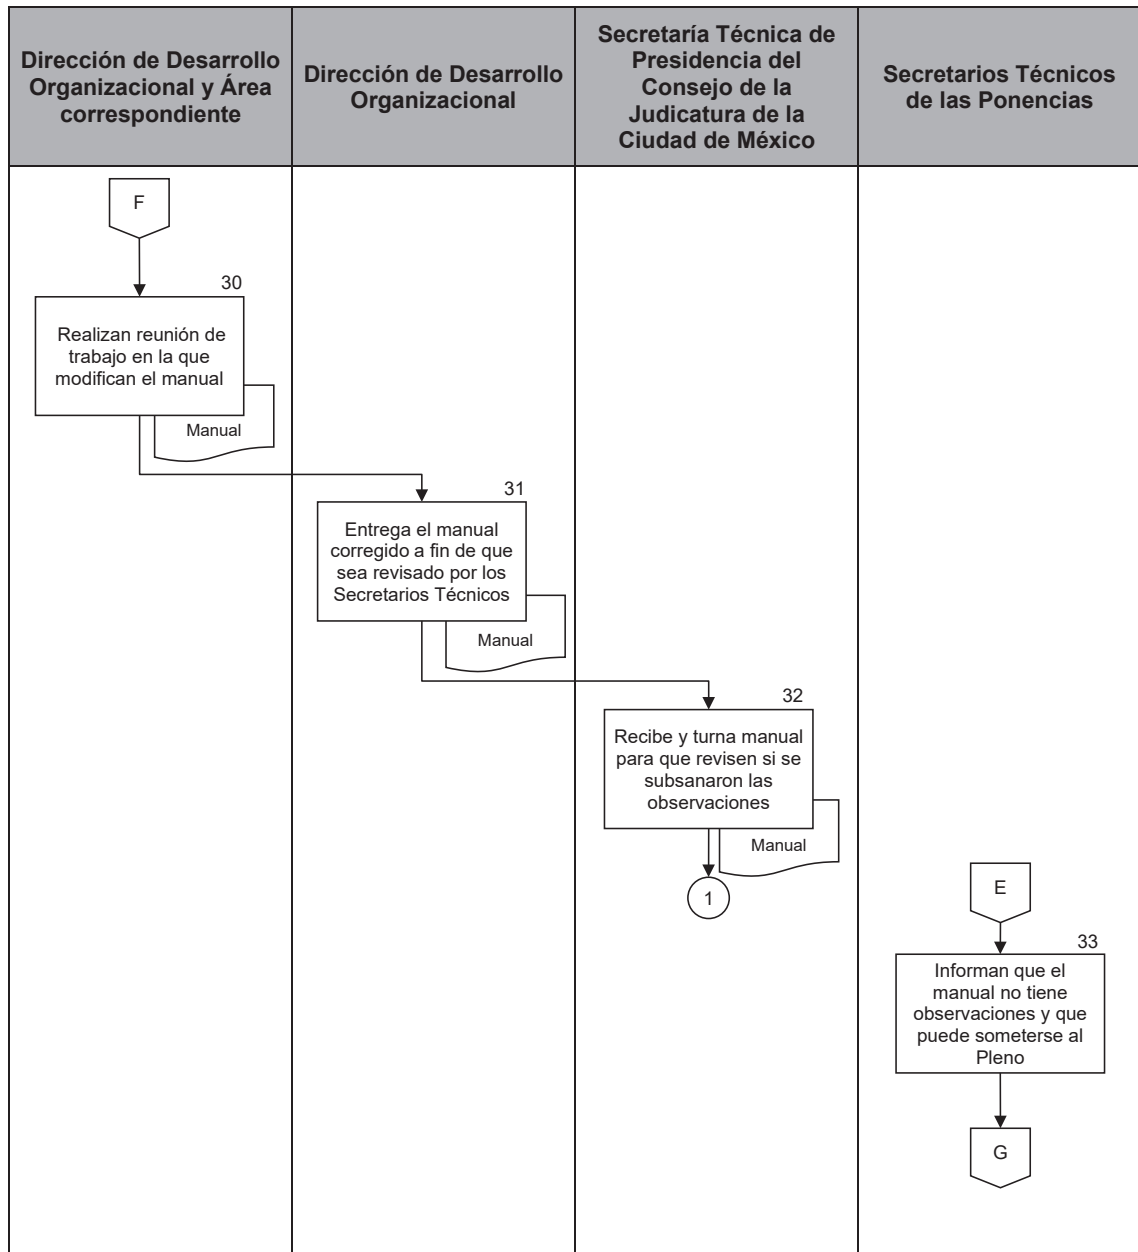 Dirección de Desarrollo
Organizacional y Área
correspondiente
Dirección de Desarrollo
Organizacional
Secretaría Técnica de
Presidencia del
Consejo de la
Judicatura de la
Ciudad de México
Secretarios Técnicos
de las Ponencias
F
30
Realizan reunión de
trabajo en la que
modifican el manual
Manual
31
Entrega el manual
corregido a fin de que
sea revisado por los
Secretarios Técnicos
Manual
32
Recibe y turna manual
para que revisen si se
subsanaron las
observaciones
Manual
1
E
33
Informan que el
manual no tiene
observaciones y que
puede someterse al
Pleno
G